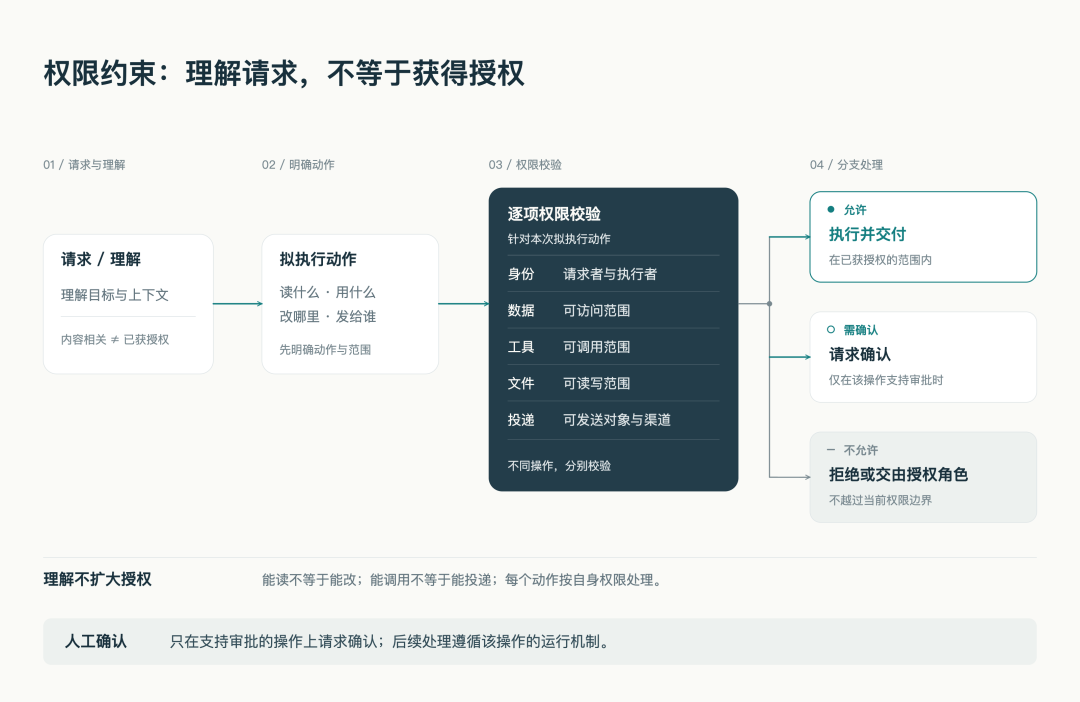 权限约束：理解请求，不等于获得授权
01 / 请求与理解
请求 / 理解
理解目标与上下文
内容相关 ≠ 已获授权
02 / 明确动作
拟执行动作
读什么 · 用什么
改哪里 · 发给谁
先明确动作与范围
03 / 权限校验
逐项权限校验
针对本次拟执行动作
身份 请求者与执行者
数据 可访问范围
工具 可调用范围
文件 可读写范围
投递 可发送对象与渠道
不同操作，分别校验
04 / 分支处理
允许
执行并交付
在已获授权的范围内
需确认
请求确认
仅在该操作支持审批时
不允许
拒绝或交由授权角色
不越过当前权限边界
理解不扩大授权 能读不等于能改；能调用不等于能投递；每个动作按自身权限处理。
人工确认 只在支持审批的操作上请求确认；后续处理遵循该操作的运行机制。